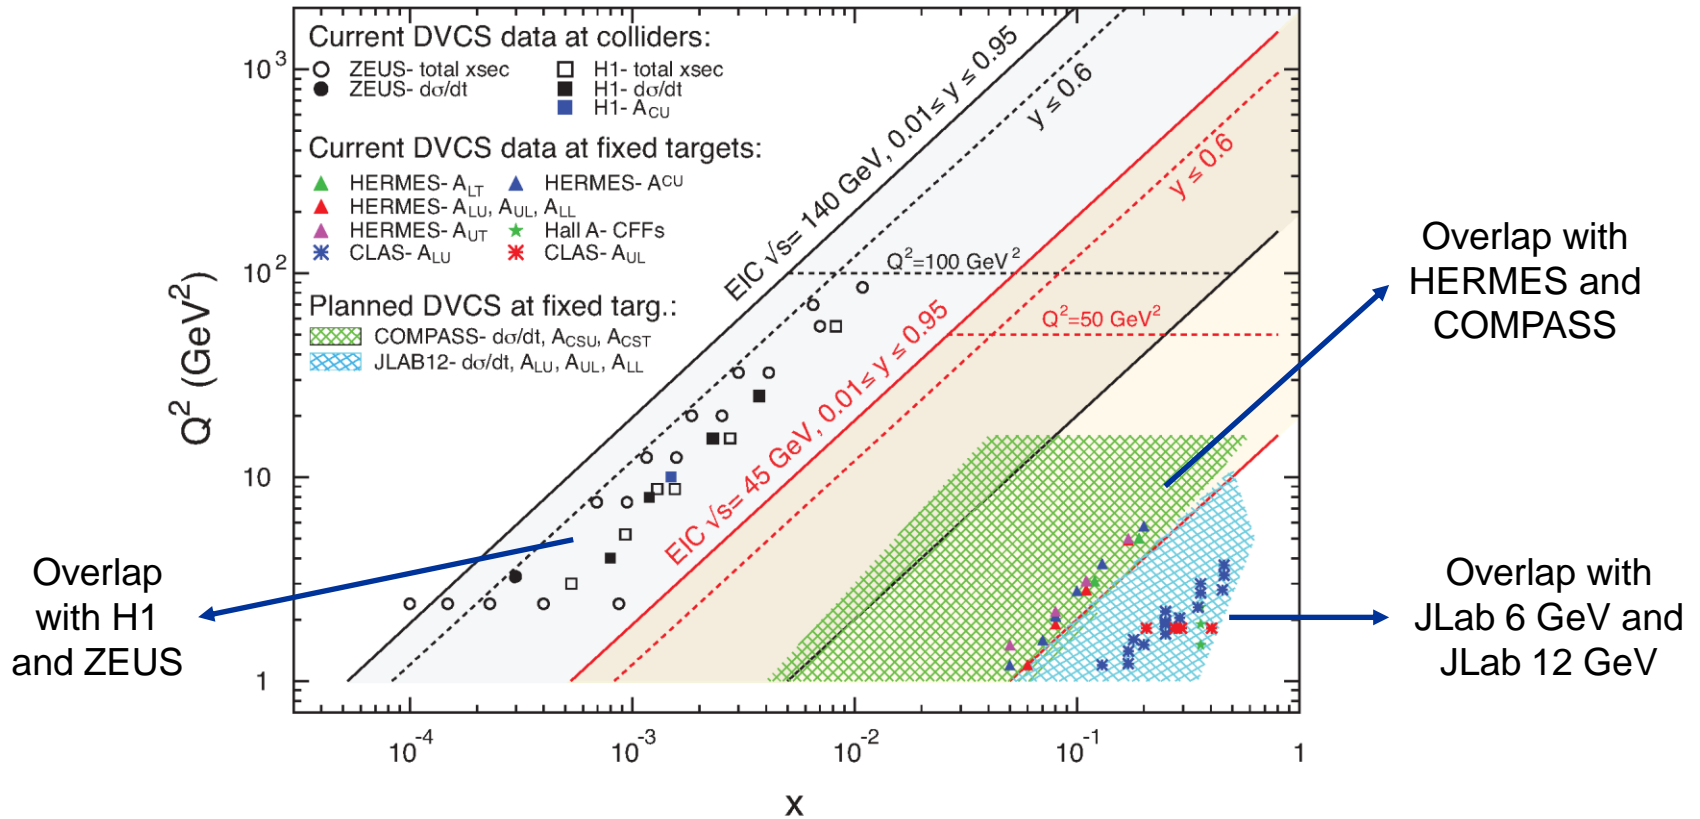 Current DVCS data at colliders:
ZEUS- total xsec
H1- total xsec
ZEUS- dσ/dt
H1- dσ/dt
H1- ACU
Current DVCS data at fixed targets:
HERMES- ALT
HERMES- ACU
HERMES- ALU, AUL, ALL
HERMES- AUT
Hall A- CFFs
CLAS- ALU
CLAS- AUL
Planned DVCS at fixed targ.:
COMPASS- dσ/dt, ACSU, ACST
JLAB12- dσ/dt, ALU, AUL, ALL
EIC √s= 140 GeV, 0.01≤ y ≤ 0.95
y ≤ 0.6
EIC √s= 45 GeV, 0.01≤ y ≤ 0.95
y ≤ 0.6
Q²=100 GeV²
Q²=50 GeV²
Q² (GeV²)
10³
10²
10
1
10⁻⁴
10⁻³
10⁻²
10⁻¹
1
x
Overlap with
HERMES and
COMPASS
Overlap
with H1
and ZEUS
Overlap with
JLab 6 GeV and
JLab 12 GeV